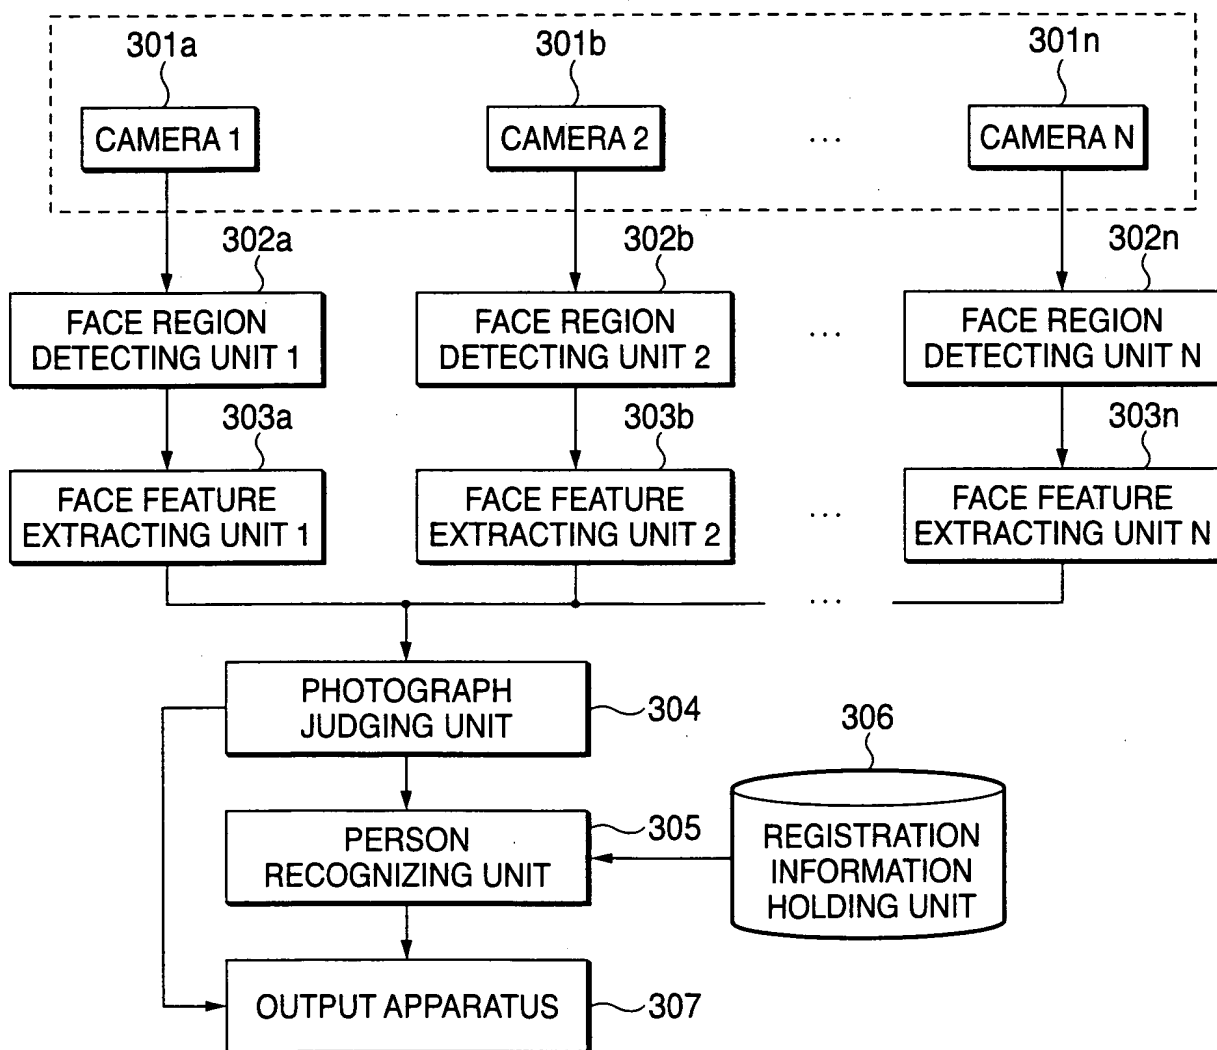 301a
301b
301n
CAMERA 1
CAMERA 2
...
CAMERA N
302a
302b
302n
FACE REGION
DETECTING UNIT 1
FACE REGION
DETECTING UNIT 2
...
FACE REGION
DETECTING UNIT N
303a
303b
303n
FACE FEATURE
EXTRACTING UNIT 1
FACE FEATURE
EXTRACTING UNIT 2
...
FACE FEATURE
EXTRACTING UNIT N
...
PHOTOGRAPH
JUDGING UNIT
304
306
PERSON
RECOGNIZING UNIT
305
REGISTRATION
INFORMATION
HOLDING UNIT
OUTPUT APPARATUS
307